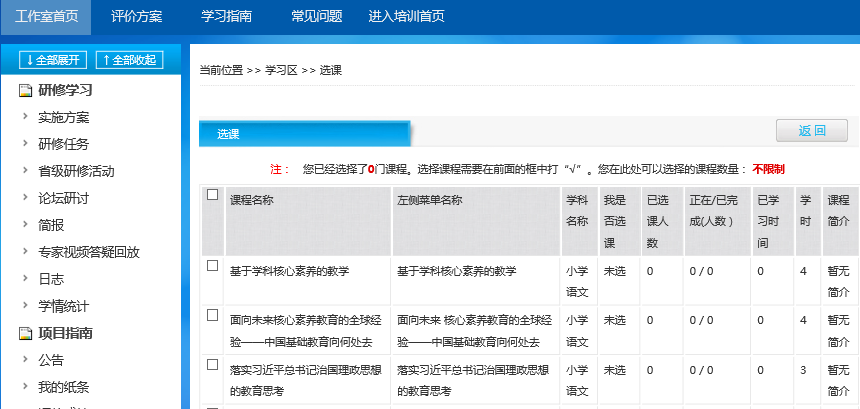 工作室首页 评价方案 学习指南 常见问题 进入培训首页
↓全部展开 ↑全部收起
研修学习
实施方案
研修任务
省级研修活动
论坛研讨
简报
专家视频答疑回放
日志
学情统计
项目指南
公告
我的纸条
当前位置 >> 学习区 >> 选课
选课 返 回
注： 您已经选择了0门课程。选择课程需要在前面的框中打“√”。您在此处可以选择的课程数量： 不限制
课程名称 左侧菜单名称 学科 我是 已选 正在/已完 已学 学 课程
名称 否选 课人 成(人数 ) 习时 时 简介
课 数 间
基于学科核心素养的教学 基于学科核心素养的教学 小学 未选 0 0 / 0 0 4 暂无
语文 简介
面向未来核心素养教育的全球经 面向未来 核心素养教育的全球经 小学 未选 0 0 / 0 0 4 暂无
验——中国基础教育向何处去 验——中国基础教育向何处去 语文 简介
落实习近平总书记治国理政思想 落实习近平总书记治国理政思想 小学 未选 0 0 / 0 0 3 暂无
的教育思考 的教育思考 语文 简介